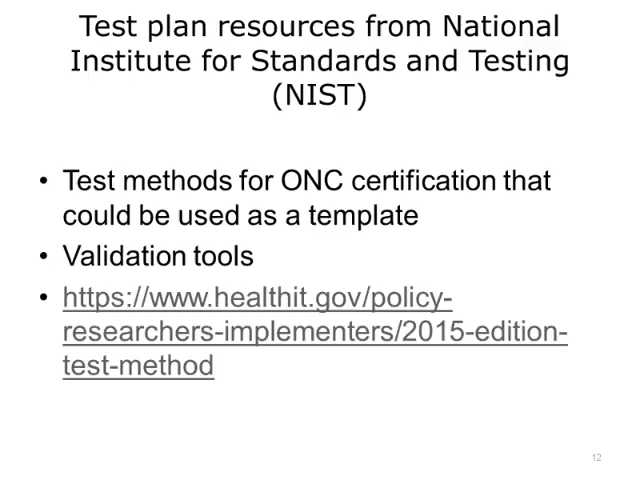 Test plan resources from National
Institute for Standards and Testing
(NIST)
• Test methods for ONC certification that
could be used as a template
• Validation tools
• https://www.healthit.gov/policy-
researchers-implementers/2015-edition-
test-method
12